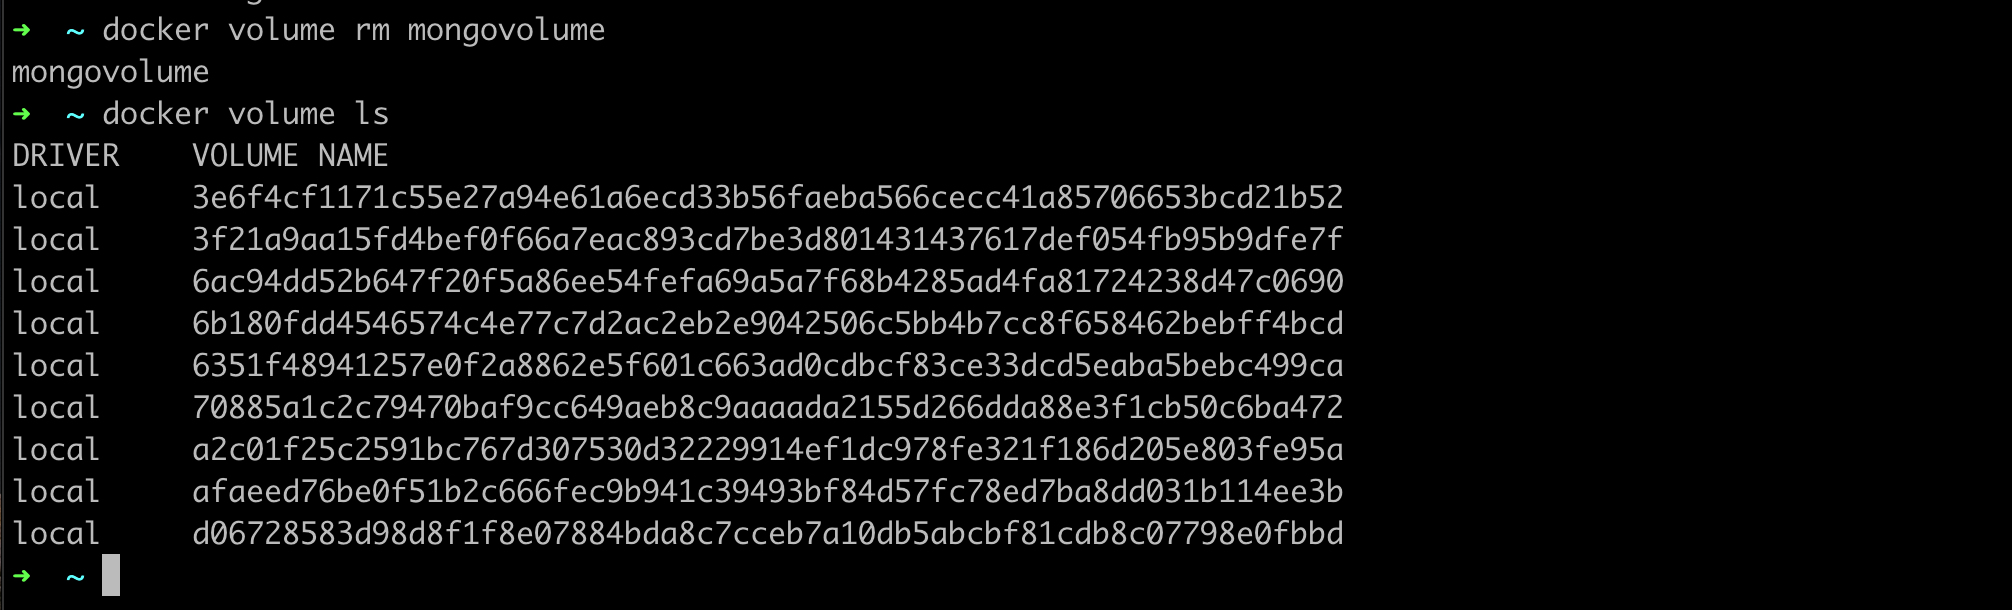 ➜  ~ docker volume rm mongovolume
mongovolume
➜  ~ docker volume ls
DRIVER    VOLUME NAME
local     3e6f4cf1171c55e27a94e61a6ecd33b56faeba566cecc41a85706653bcd21b52
local     3f21a9aa15fd4bef0f66a7eac893cd7be3d801431437617def054fb95b9dfe7f
local     6ac94dd52b647f20f5a86ee54fefa69a5a7f68b4285ad4fa81724238d47c0690
local     6b180fdd4546574c4e77c7d2ac2eb2e9042506c5bb4b7cc8f658462bebff4bcd
local     6351f48941257e0f2a8862e5f601c663ad0cdbcf83ce33dcd5eaba5bebc499ca
local     70885a1c2c79470baf9cc649aeb8c9aaaada2155d266dda88e3f1cb50c6ba472
local     a2c01f25c2591bc767d307530d32229914ef1dc978fe321f186d205e803fe95a
local     afaeed76be0f51b2c666fec9b941c39493bf84d57fc78ed7ba8dd031b114ee3b
local     d06728583d98d8f1f8e07884bda8c7cceb7a10db5abcbf81cdb8c07798e0fbbd
➜  ~